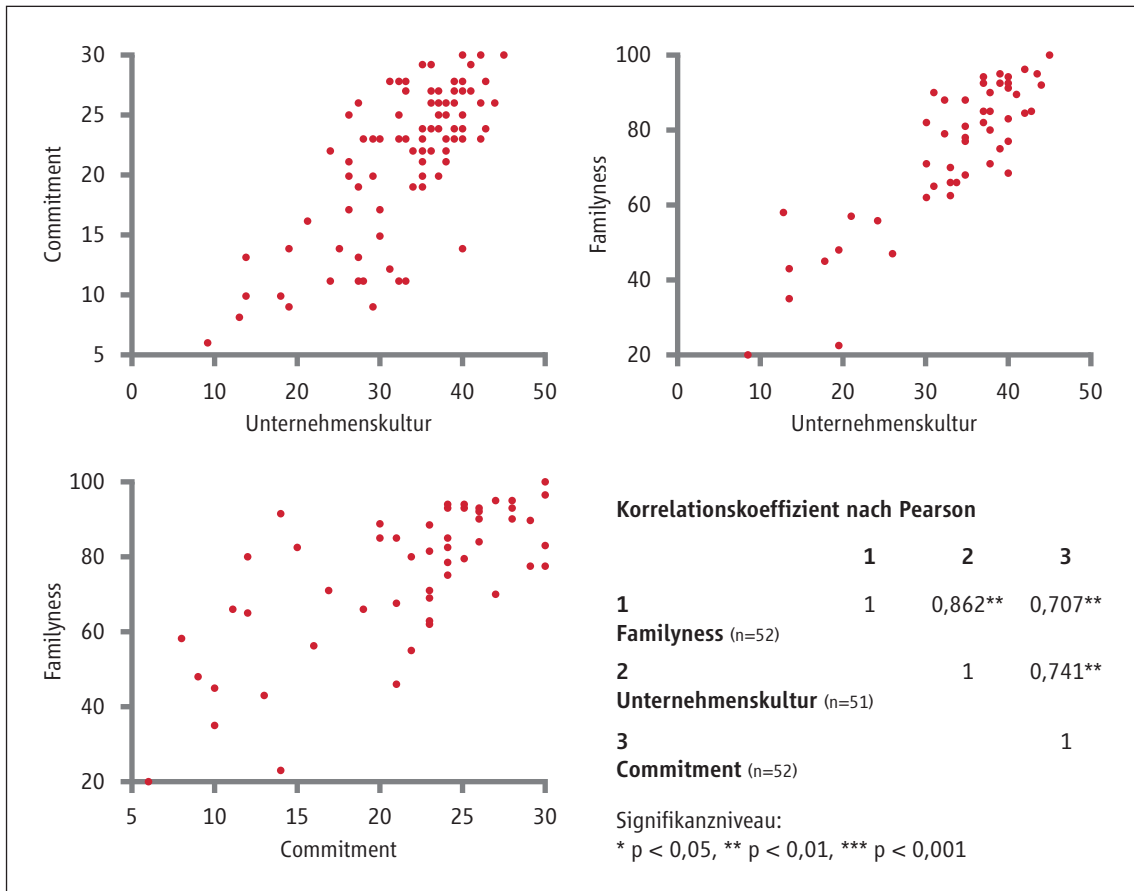 30
25
20
15
10
5
Commitment
0 10 20 30 40 50
Unternehmenskultur
100
80
60
40
20
Familyness
0 10 20 30 40 50
Unternehmenskultur
100
80
60
40
20
Familyness
5 10 15 20 25 30
Commitment
Korrelationskoeffizient nach Pearson
1 2 3
1 1 0,862** 0,707**
Familyness (n=52)
2 1 0,741**
Unternehmenskultur (n=51)
3 1
Commitment (n=52)
Signifikanzniveau:
* p < 0,05, ** p < 0,01, *** p < 0,001